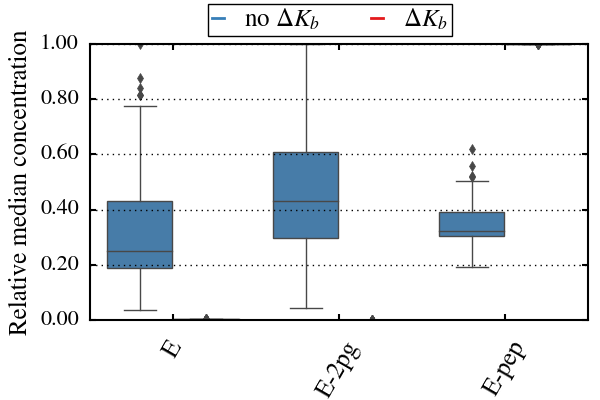 no ΔK_b ΔK_b
Relative median concentration
1.00
0.80
0.60
0.40
0.20
0.00
E E-2pg E-pep